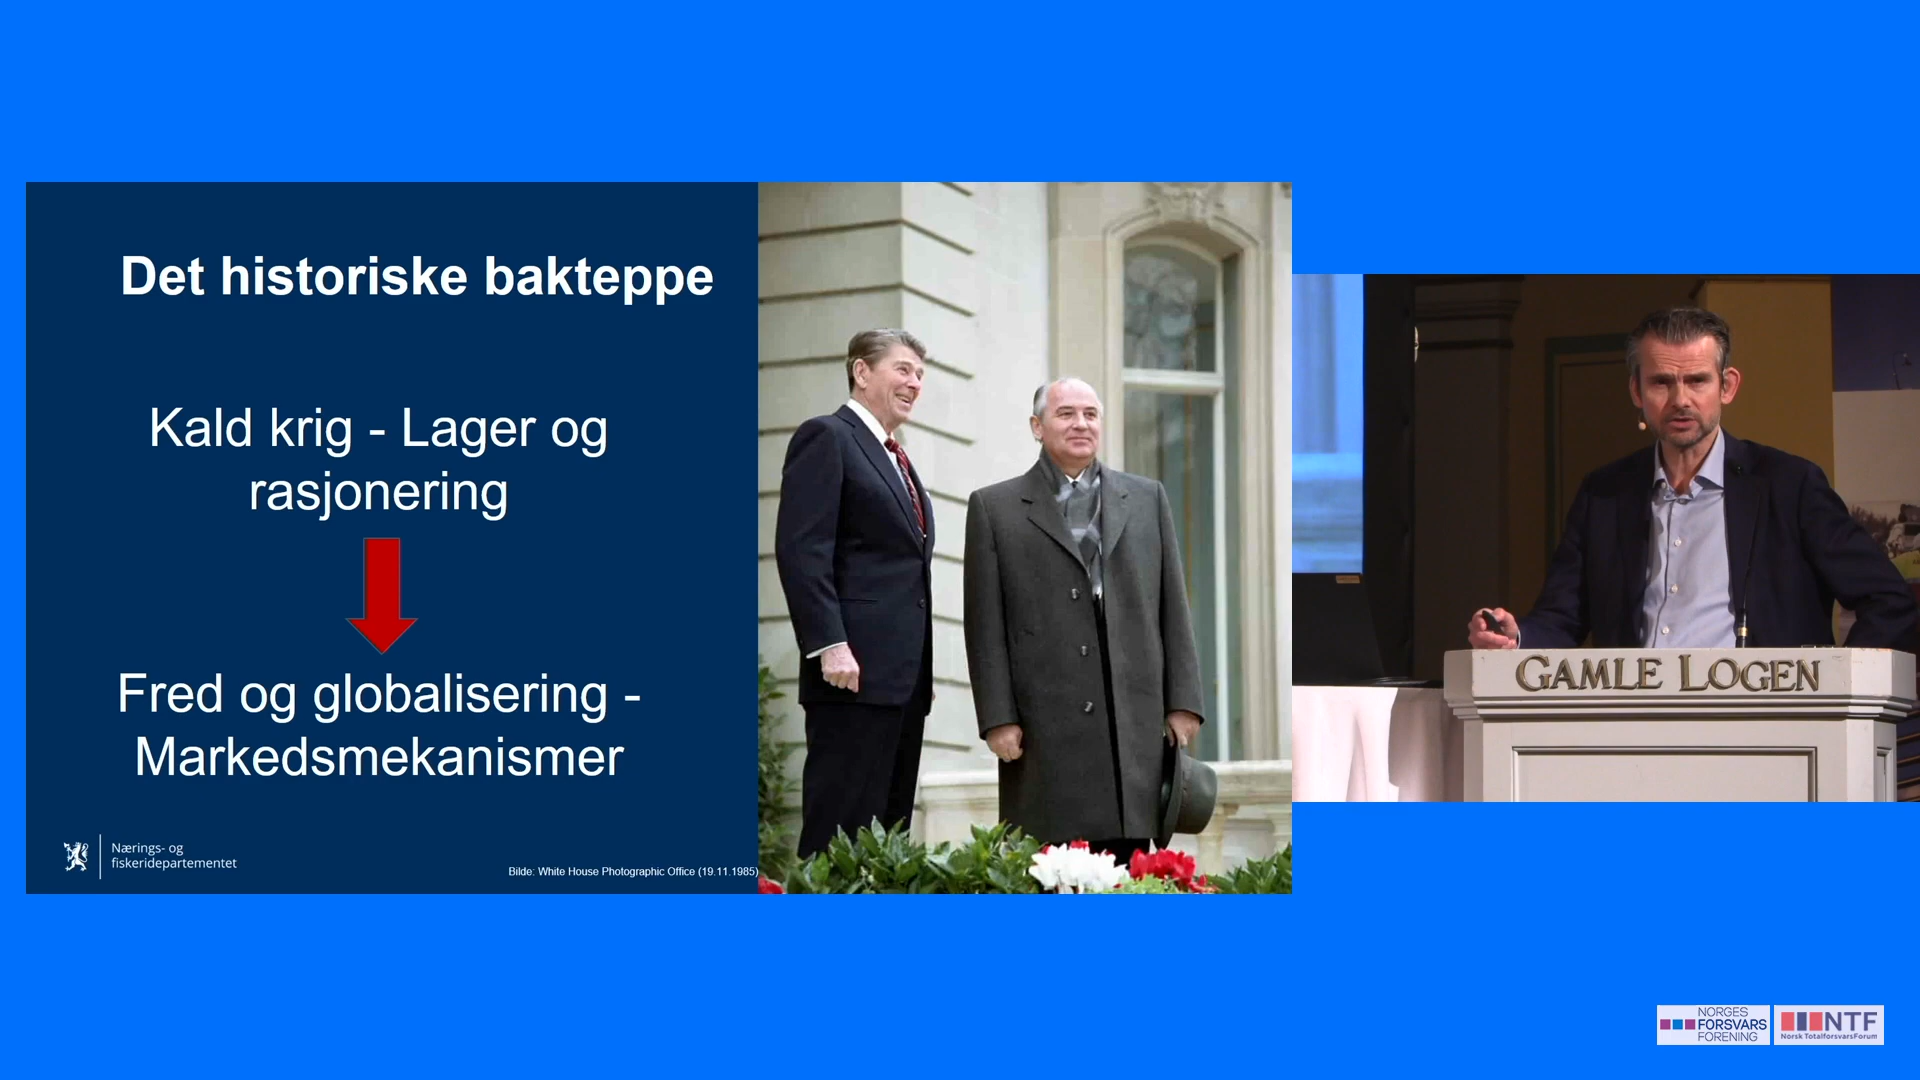 Det historiske bakteppe
Kald krig - Lager og
rasjonering
Fred og globalisering -
Markedsmekanismer
Nærings- og
fiskeridepartementet
Bilde: White House Photographic Office (19.11.1985)
GAMLE LOGEN
NORGES
FORSVARS
FORENING
NTF
Norsk TotalforsvarsForum